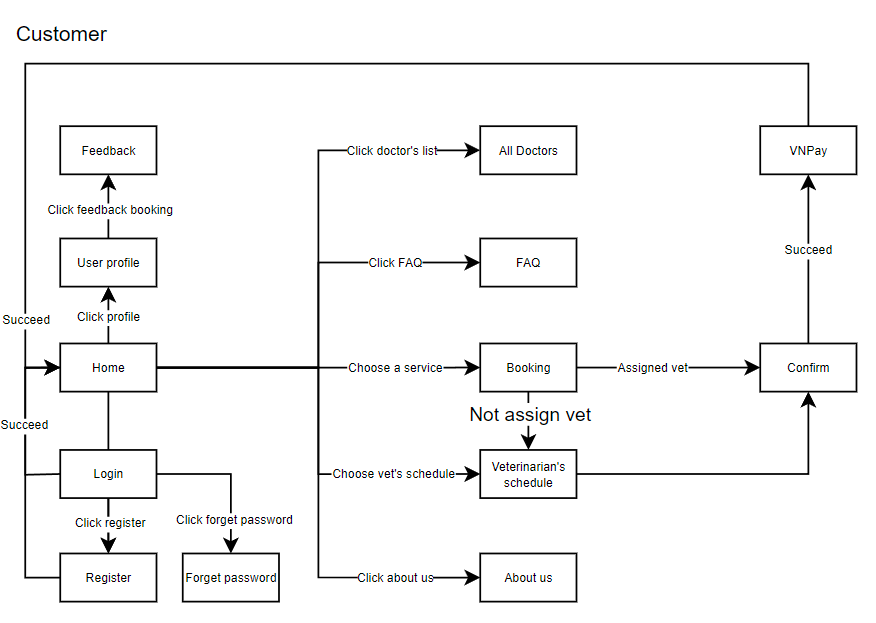 Customer
Feedback
Click doctor's list
All Doctors
VNPay
Click feedback booking
Succeed
User profile
Click FAQ
FAQ
Click profile
Succeed
Home
Choose a service
Booking
Assigned vet
Confirm
Not assign vet
Succeed
Login
Choose vet's schedule
Veterinarian's
schedule
Click register
Click forget password
Register
Forget password
Click about us
About us